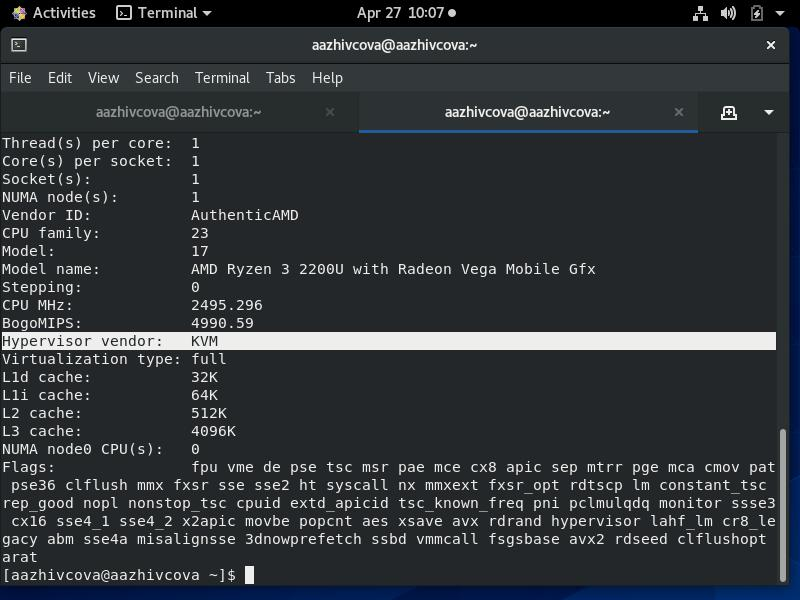 Activities Terminal Apr 27 10:07
aazhivcova@aazhivcova:~
File Edit View Search Terminal Tabs Help
aazhivcova@aazhivcova:~ aazhivcova@aazhivcova:~
Thread(s) per core: 1
Core(s) per socket: 1
Socket(s): 1
NUMA node(s): 1
Vendor ID: AuthenticAMD
CPU family: 23
Model: 17
Model name: AMD Ryzen 3 2200U with Radeon Vega Mobile Gfx
Stepping: 0
CPU MHz: 2495.296
BogoMIPS: 4990.59
Hypervisor vendor: KVM
Virtualization type: full
L1d cache: 32K
L1i cache: 64K
L2 cache: 512K
L3 cache: 4096K
NUMA node0 CPU(s): 0
Flags: fpu vme de pse tsc msr pae mce cx8 apic sep mtrr pge mca cmov pat
pse36 clflush mmx fxsr sse sse2 ht syscall nx mmxext fxsr_opt rdtscp lm constant_tsc
rep_good nopl nonstop_tsc cpuid extd_apicid tsc_known_freq pni pclmulqdq monitor ssse3
cx16 sse4_1 sse4_2 x2apic movbe popcnt aes xsave avx rdrand hypervisor lahf_lm cr8_le
gacy abm sse4a misalignsse 3dnowprefetch ssbd vmmcall fsgsbase avx2 rdseed clflushopt
arat
[aazhivcova@aazhivcova ~]$